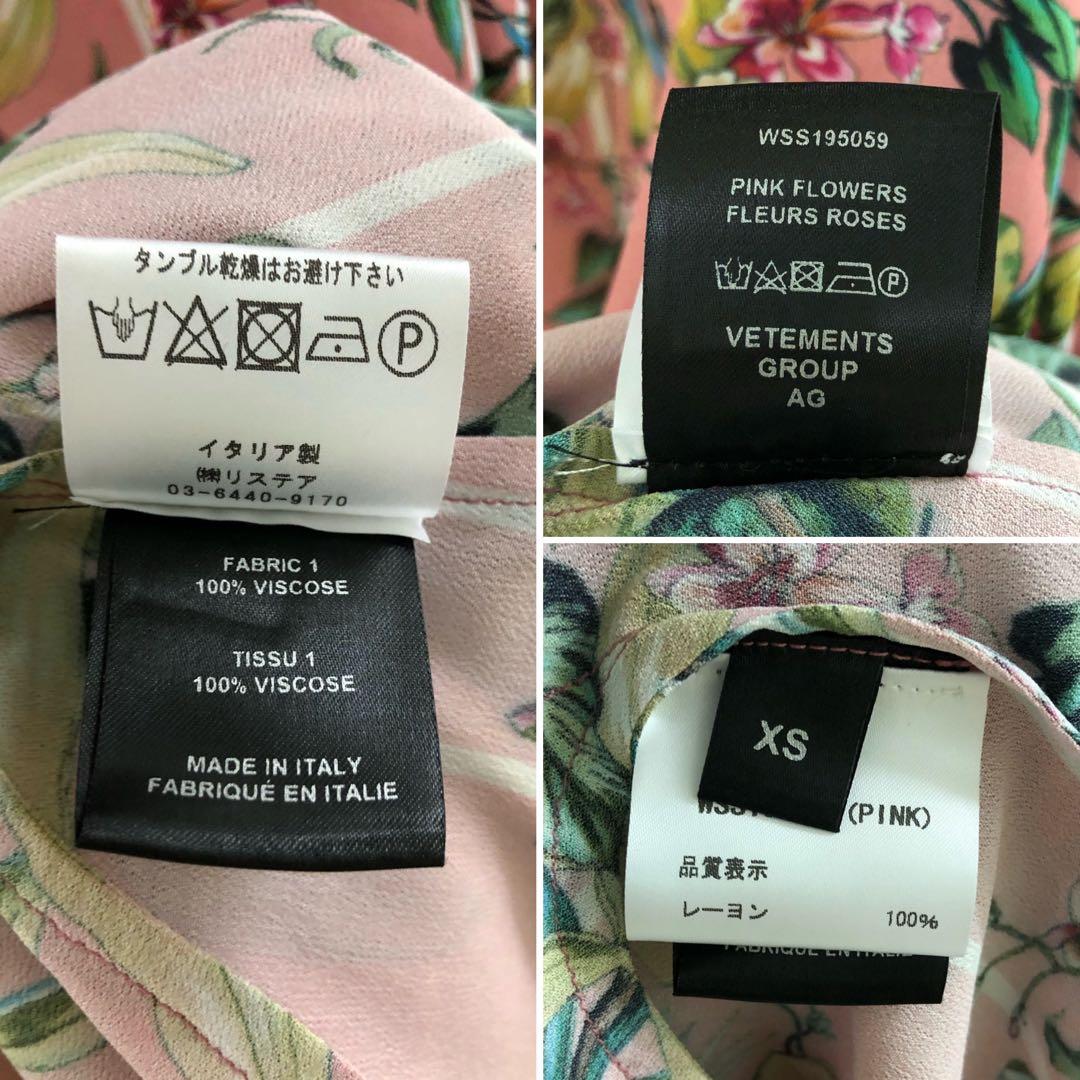 タンブル乾燥はお避け下さい
P
イタリア製
㈱リステア
03-6440-9170
FABRIC 1
100% VISCOSE
TISSU 1
100% VISCOSE
MADE IN ITALY
FABRIQUÉ EN ITALIE
WSS195059
PINK FLOWERS
FLEURS ROSES
P
VETEMENTS
GROUP
AG
XS
(PINK)
品質表示
レーヨン 100%
FABRIQUÉ EN ITALIE